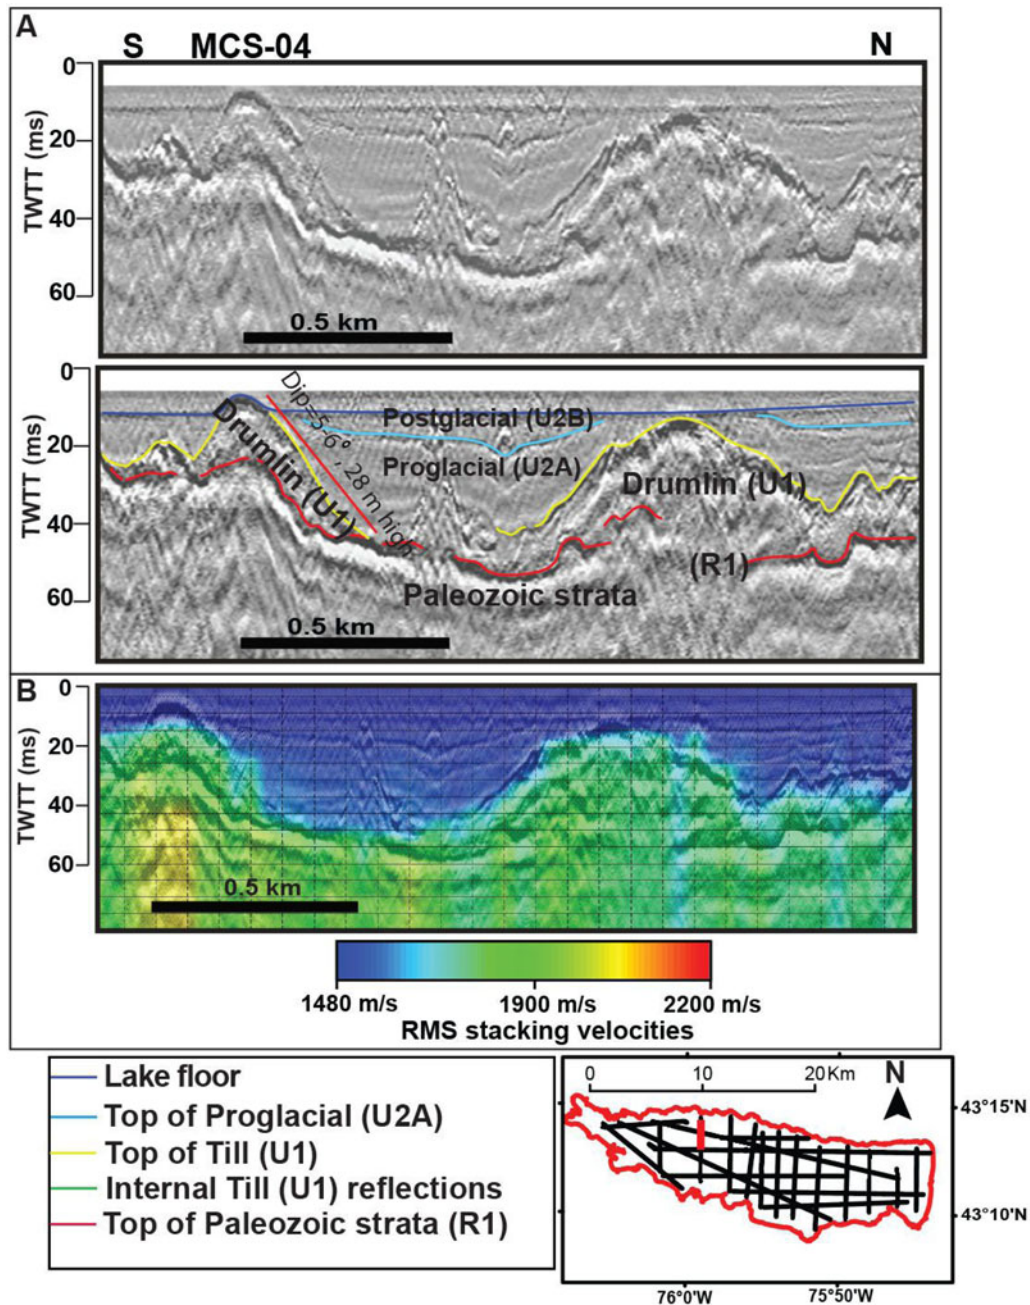 A
S MCS-04 N
0
20
40
60
TWTT (ms)
0.5 km
0
20
40
60
TWTT (ms)
Drumlin (U1)
Dip=5.6°, 28 m high
Postglacial (U2B)
Proglacial (U2A)
Drumlin (U1)
(R1)
Paleozoic strata
0.5 km
B
0
20
40
60
TWTT (ms)
0.5 km
1480 m/s 1900 m/s 2200 m/s
RMS stacking velocities
Lake floor
Top of Proglacial (U2A)
Top of Till (U1)
Internal Till (U1) reflections
Top of Paleozoic strata (R1)
0 10 20Km
N
43°15'N
43°10'N
76°0'W 75°50'W